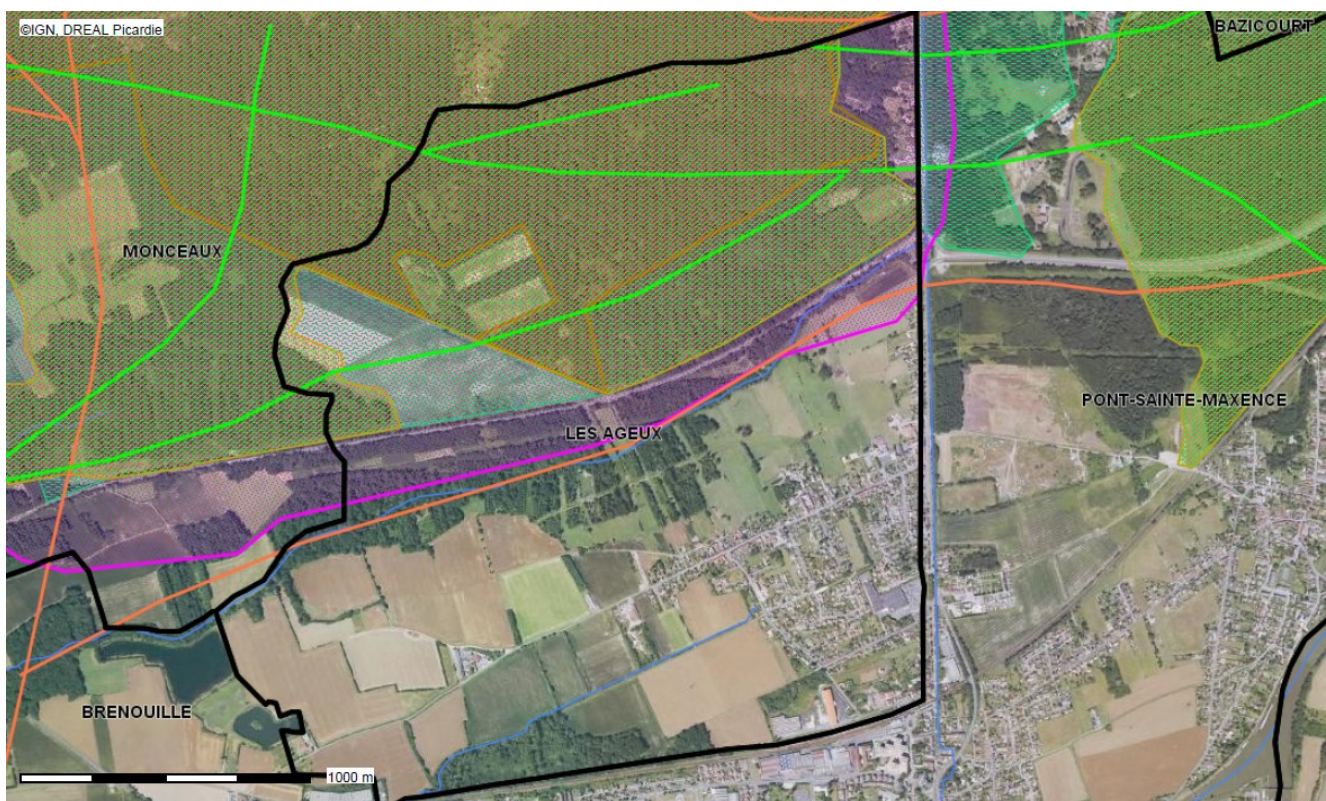 ©IGN, DREAL Picardie
BAZICOURT
MONCEAUX
PONT-SAINTE-MAXENCE
LES AGEUX
BRENOUILLE
1000 m